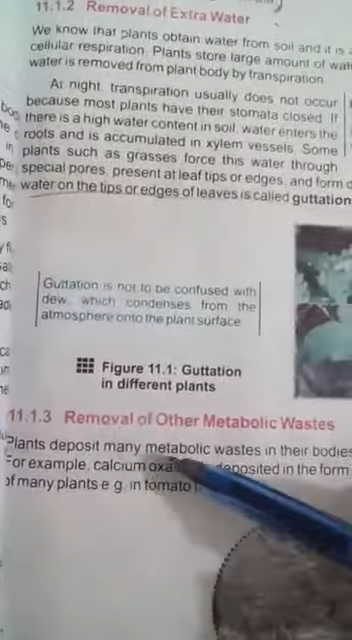 11.1.2 Removal of Extra Water
We know that plants obtain water from soil and it is a
cellular respiration. Plants store large amount of wat
water is removed from plant body by transpiration.
At night, transpiration usually does not occur
because most plants have their stomata closed. If
there is a high water content in soil, water enters the
roots and is accumulated in xylem vessels. Some
plants such as grasses force this water through
special pores, present at leaf tips or edges, and form d
water on the tips or edges of leaves is called guttation
Guttation is not to be confused with
dew, which condenses from the
atmosphere onto the plant surface.
Figure 11.1: Guttation
in different plants
11.1.3 Removal of Other Metabolic Wastes
Plants deposit many metabolic wastes in their bodies
For example, calcium oxa deposited in the form
of many plants e.g. in tomato